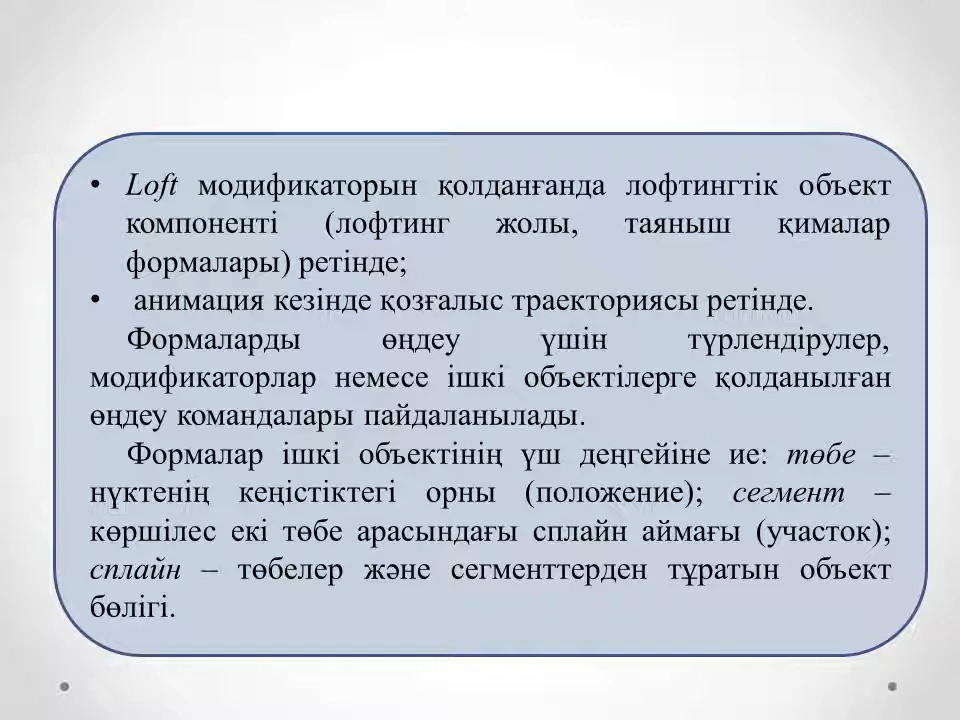 • Loft модификаторын қолданғанда лофтингтік объект
компоненті (лофтинг жолы, таяныш қималар
формалары) ретінде;
• анимация кезінде қозғалыс траекториясы ретінде.
Формаларды өңдеу үшін түрлендірулер,
модификаторлар немесе ішкі объектілерге қолданылған
өңдеу командалары пайдаланылады.
Формалар ішкі объектінің үш деңгейіне ие: төбе –
нүктенің кеңістіктегі орны (положение); сегмент –
көршілес екі төбе арасындағы сплайн аймағы (участок);
сплайн – төбелер және сегменттерден тұратын объект
бөлігі.